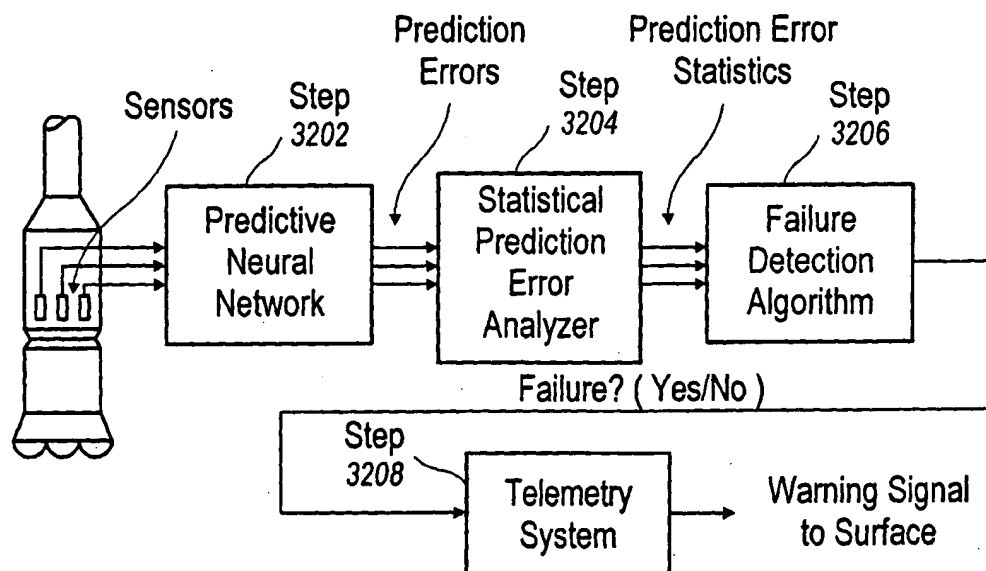 Prediction
Errors
Prediction Error
Statistics
Sensors
Step
3202
Step
3204
Step
3206
Predictive
Neural
Network
Statistical
Prediction
Error
Analyzer
Failure
Detection
Algorithm
Failure? ( Yes/No )
Step
3208
Telemetry
System
Warning Signal
to Surface